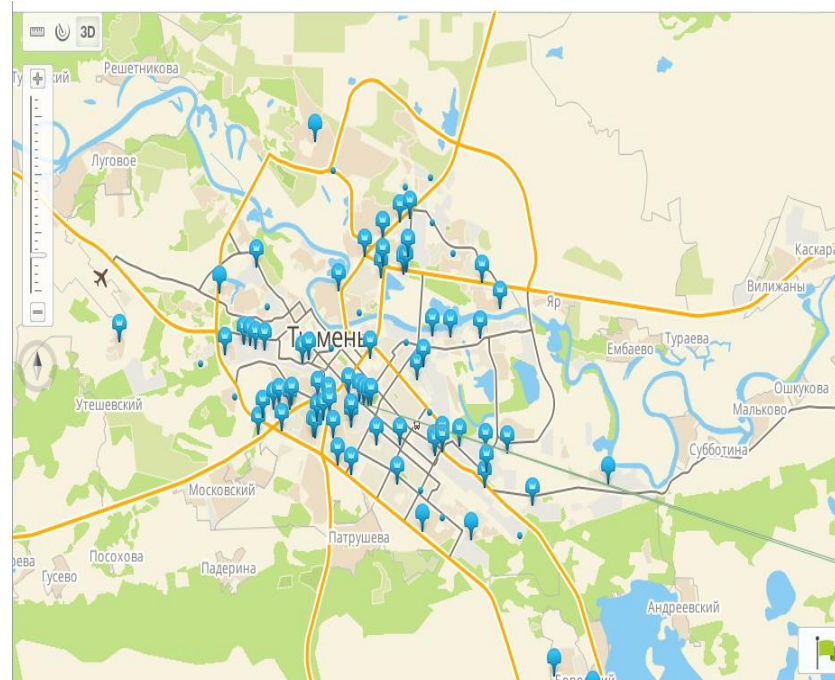 3D
Решетникова
Луговое
Каскара
Вилижаны
Яр
Тураева
Ембаево
Тюмень
Ошкукова
Мальково
Утешевский
Субботина
Московский
Патрушева
Посохова
Падерина
Гусево
Андреевский